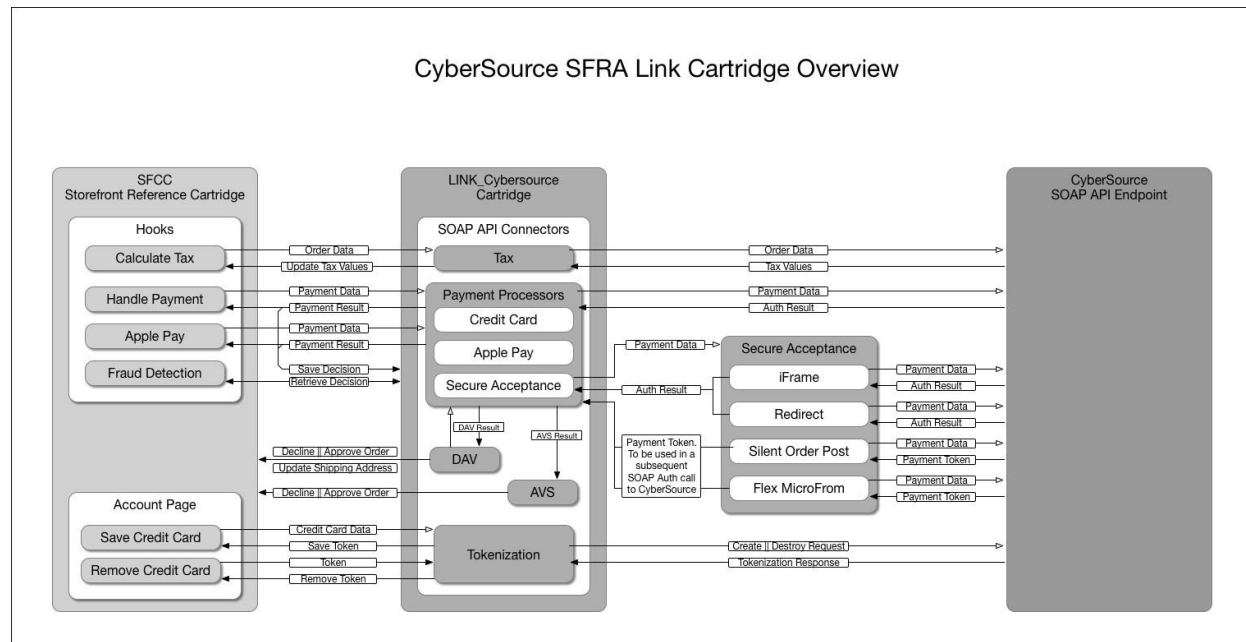 CyberSource SFRA Link Cartridge Overview
SFCC
Storefront Reference Cartridge
Hooks
Calculate Tax
Handle Payment
Apple Pay
Fraud Detection
Account Page
Save Credit Card
Remove Credit Card
Order Data
Update Tax Values
Payment Data
Payment Result
Payment Data
Payment Result
Save Decision
Retrieve Decision
Decline || Approve Order
Update Shipping Address
Decline || Approve Order
Credit Card Data
Save Token
Token
Remove Token
LINK_Cybersource
Cartridge
SOAP API Connectors
Tax
Payment Processors
Credit Card
Apple Pay
Secure Acceptance
DAV Result
AVS Result
DAV
AVS
Tokenization
Order Data
Tax Values
Payment Data
Auth Result
Payment Data
Auth Result
Payment Token.
To be used in a
subsequent
SOAP Auth call
to CyberSource
Create || Destroy Request
Tokenization Response
Secure Acceptance
iFrame
Redirect
Silent Order Post
Flex MicroFrom
Payment Data
Auth Result
Payment Data
Auth Result
Payment Data
Payment Token
Payment Data
Payment Token
CyberSource
SOAP API Endpoint